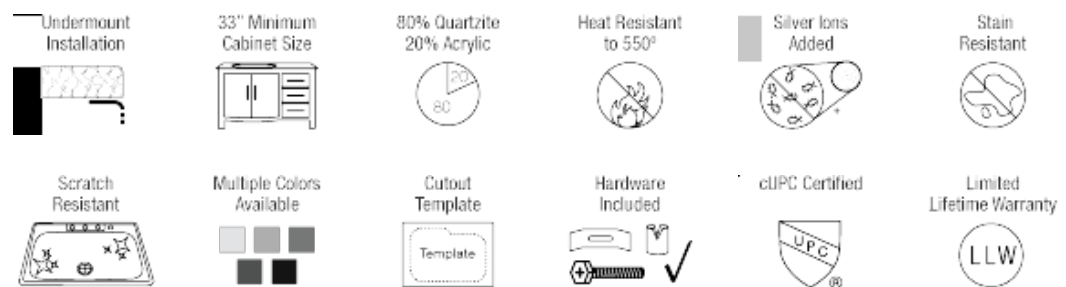 Undermount
Installation
33" Minimum
Cabinet Size
80% Quartzite
20% Acrylic
20
80
Heat Resistant
to 550º
Silver Ions
Added
Stain
Resistant
Scratch
Resistant
Multiple Colors
Available
Cutout
Template
Template
Hardware
Included
cUPC Certified
UPC
®
Limited
Lifetime Warranty
LLW